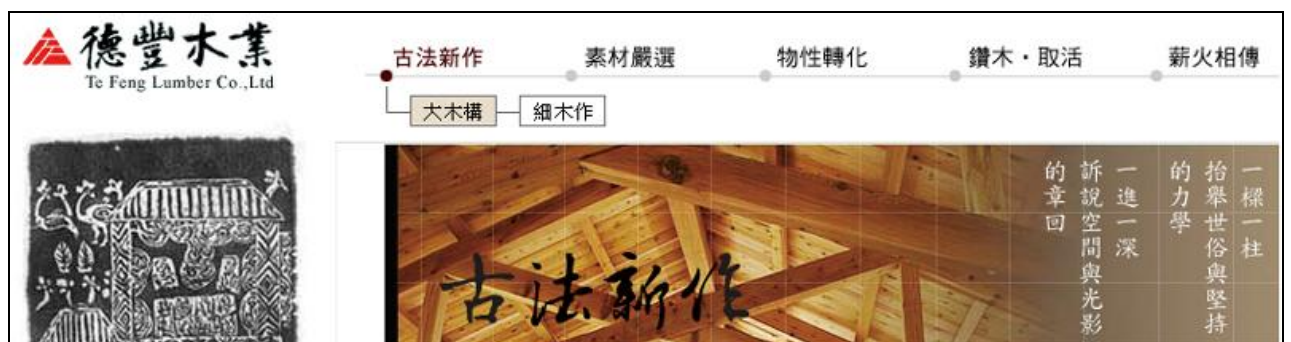 德豐木業
Te Feng Lumber Co.,Ltd
古法新作
素材嚴選
物性轉化
鑽木・取活
薪火相傳
大木構
細木作
一樑一柱
抬舉世俗與堅持
的力學
一進一深
訴說空間與光影
的章回
古法新作